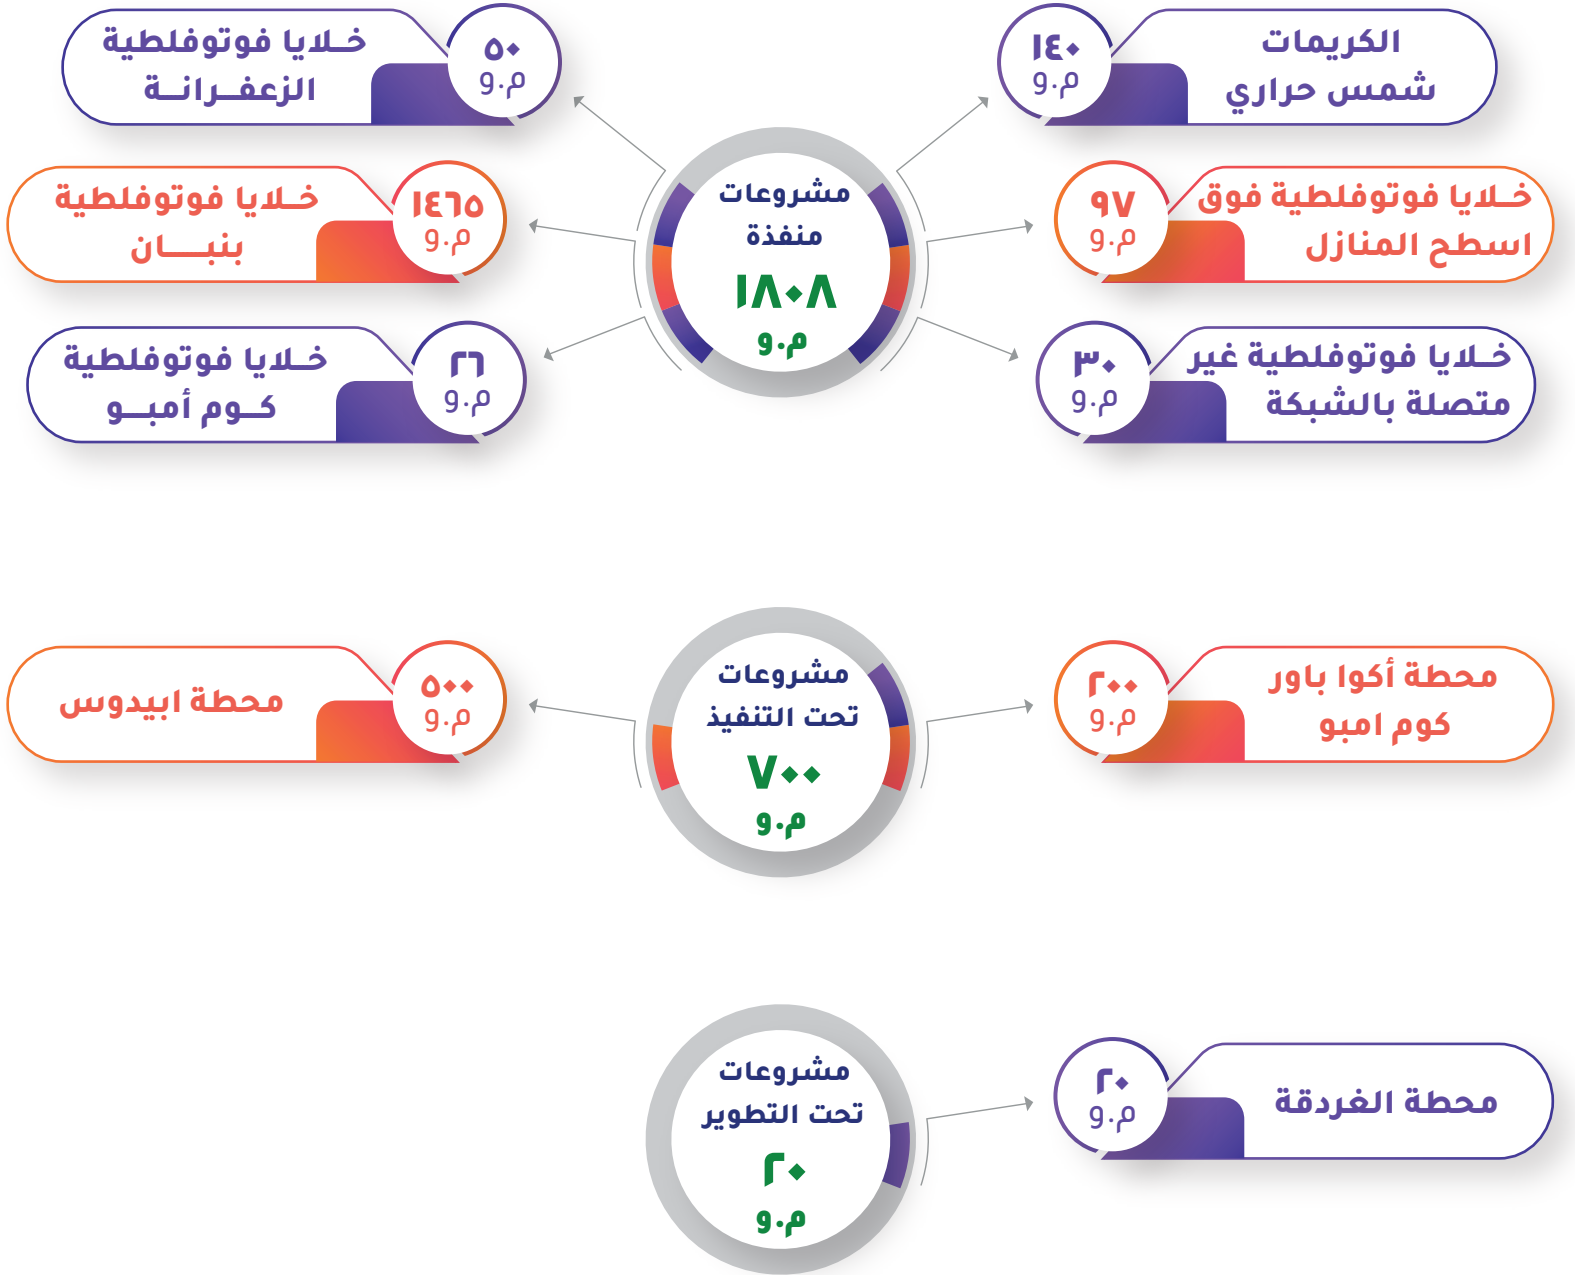 الكريمات
شمس حراري
١٤٠
م.و
خلايا فوتوفلطية
الزعفرانة
٥٠
م.و
خلايا فوتوفلطية فوق
اسطح المنازل
٩٧
م.و
خلايا فوتوفلطية
بنبان
١٤٦٥
م.و
خلايا فوتوفلطية غير
متصلة بالشبكة
٣٠
م.و
خلايا فوتوفلطية
كوم أمبو
٢٦
م.و
مشروعات
منفذة
١٨٠٨
م.و
محطة أكوا باور
كوم امبو
٢٠٠
م.و
مشروعات
تحت التنفيذ
٧٠٠
م.و
محطة ابيدوس
٥٠٠
م.و
محطة الغردقة
٢٠
م.و
مشروعات
تحت التطوير
٢٠
م.و